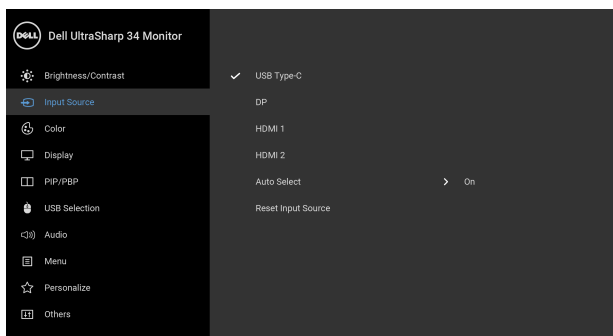 DELL Dell UltraSharp 34 Monitor
Brightness/Contrast
Input Source
Color
Display
PIP/PBP
USB Selection
Audio
Menu
Personalize
Others
USB Type-C
DP
HDMI 1
HDMI 2
Auto Select On
Reset Input Source